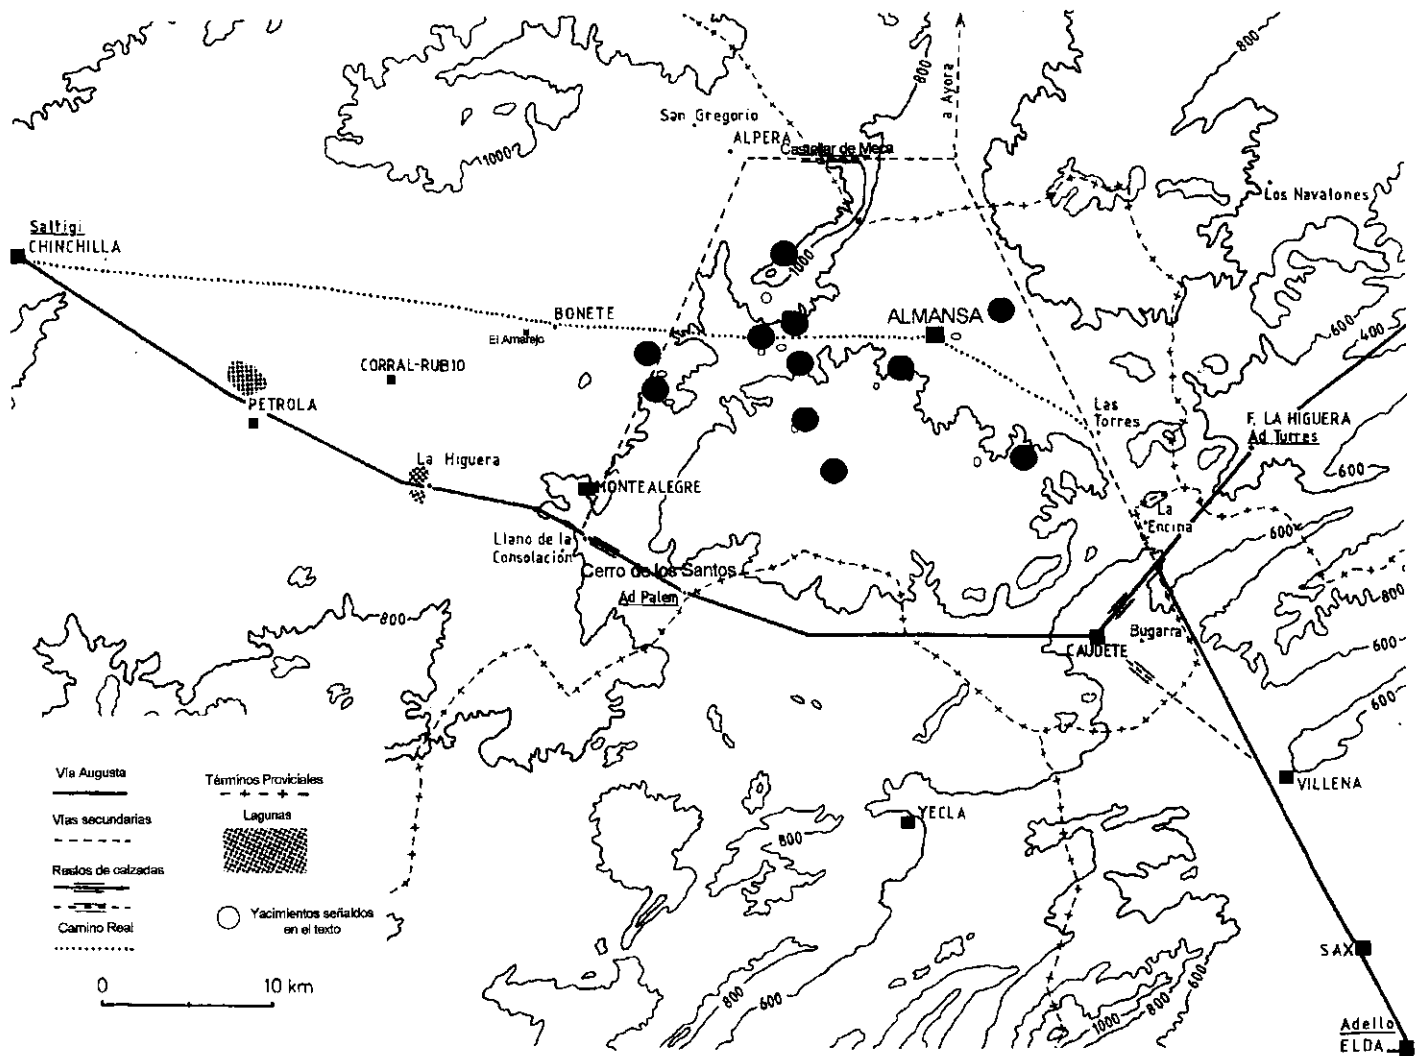 800
A
a Ayora
800
San Gregorio
ALPERA
Castellar de Meca
1000
Los Navalones
Saltigi
CHINCHILLA
1000
BONETE
El Amarejo
ALMANSA
600
400
CORRAL-RUBIO
PETROLA
Las
Torres
F. LA HIGUERA
Ad Turres
La Higuera
600
MONTEALEGRE
La
Encina
600
Llano de la
Consolación
Cerro de los Santos
Ad Palem
800
800
Bugarra
CAUDETE
600
600
VILLENA
YECLA
800
Vía Augusta
Vías secundarias
Restos de calzadas
Camino Real
Términos Proviciales
Lagunas
Yacimientos señaldos
en el texto
0
10 km
SAX
800
600
1000
800
600
Adello
ELDA